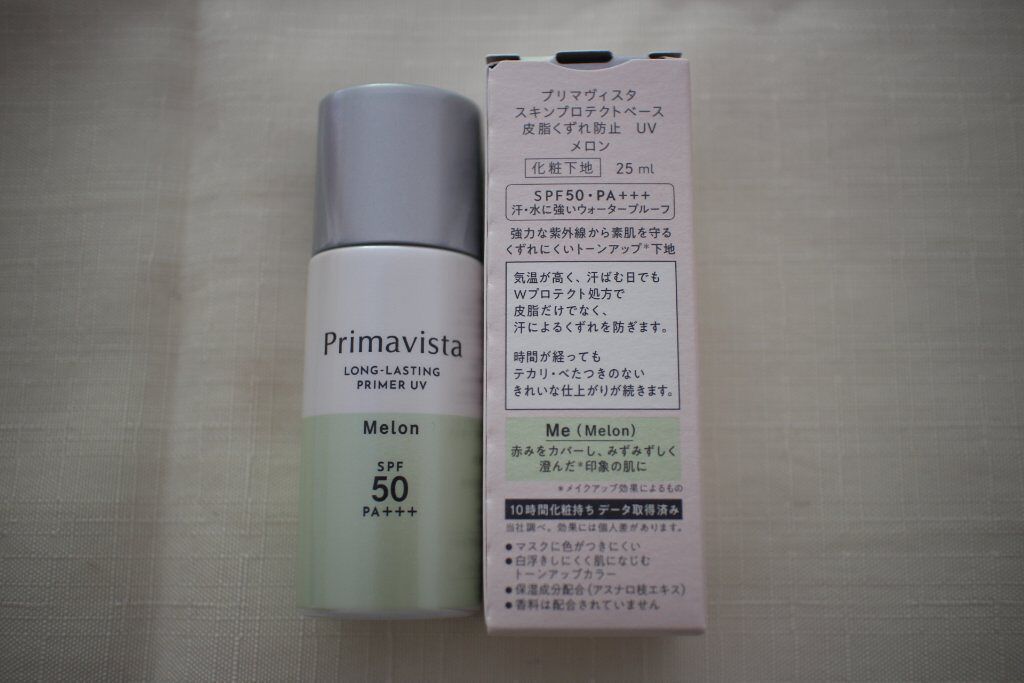 Primavista
LONG-LASTING
PRIMER UV
Melon
SPF
50
PA+++
プリマヴィスタ
スキンプロテクトベース
皮脂くずれ防止 UV
メロン
化粧下地 25ml
SPF50・PA+++
汗・水に強いウォータープルーフ
強力な紫外線から素肌を守る
くずれにくいトーンアップ*下地
気温が高く、汗ばむ日でも
Wプロテクト処方で
皮脂だけでなく、
汗によるくずれを防ぎます。
時間が経っても
テカリ・べたつきのない
きれいな仕上がりが続きます。
Me (Melon)
赤みをカバーし、みずみずしく
澄んだ*印象の肌に
*メイクアップ効果によるもの
10時間化粧持ちデータ取得済み
当社調べ。効果には個人差があります。
●マスクに色がつきにくい
●白浮きしにくく肌になじむ
トーンアップカラー
●保湿成分配合(アスナロ枝エキス)
●香料は配合されていません